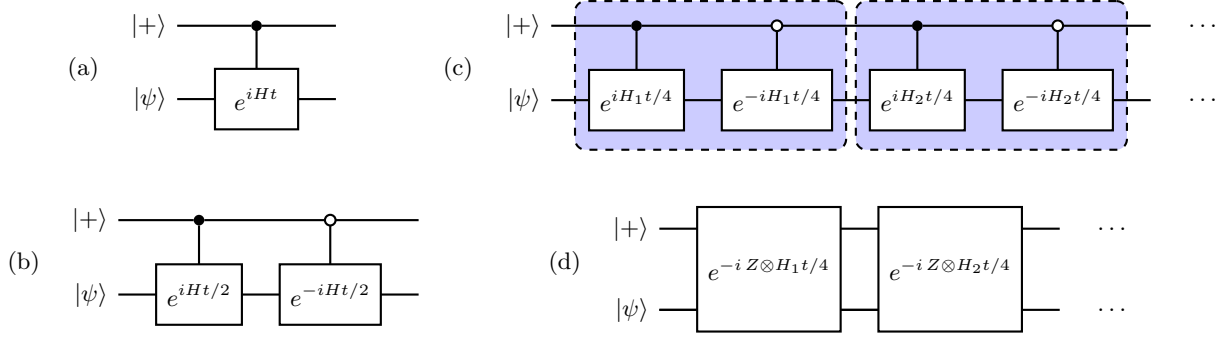 (a)
|+⟩
|ψ⟩
e^{iHt}
(c)
|+⟩
|ψ⟩
e^{iH_1t/4} e^{-iH_1t/4} e^{iH_2t/4} e^{-iH_2t/4}
···
···
(b)
|+⟩
|ψ⟩
e^{iHt/2} e^{-iHt/2}
(d)
|+⟩
|ψ⟩
e^{-i Z⊗H_1t/4} e^{-i Z⊗H_2t/4}
···
···